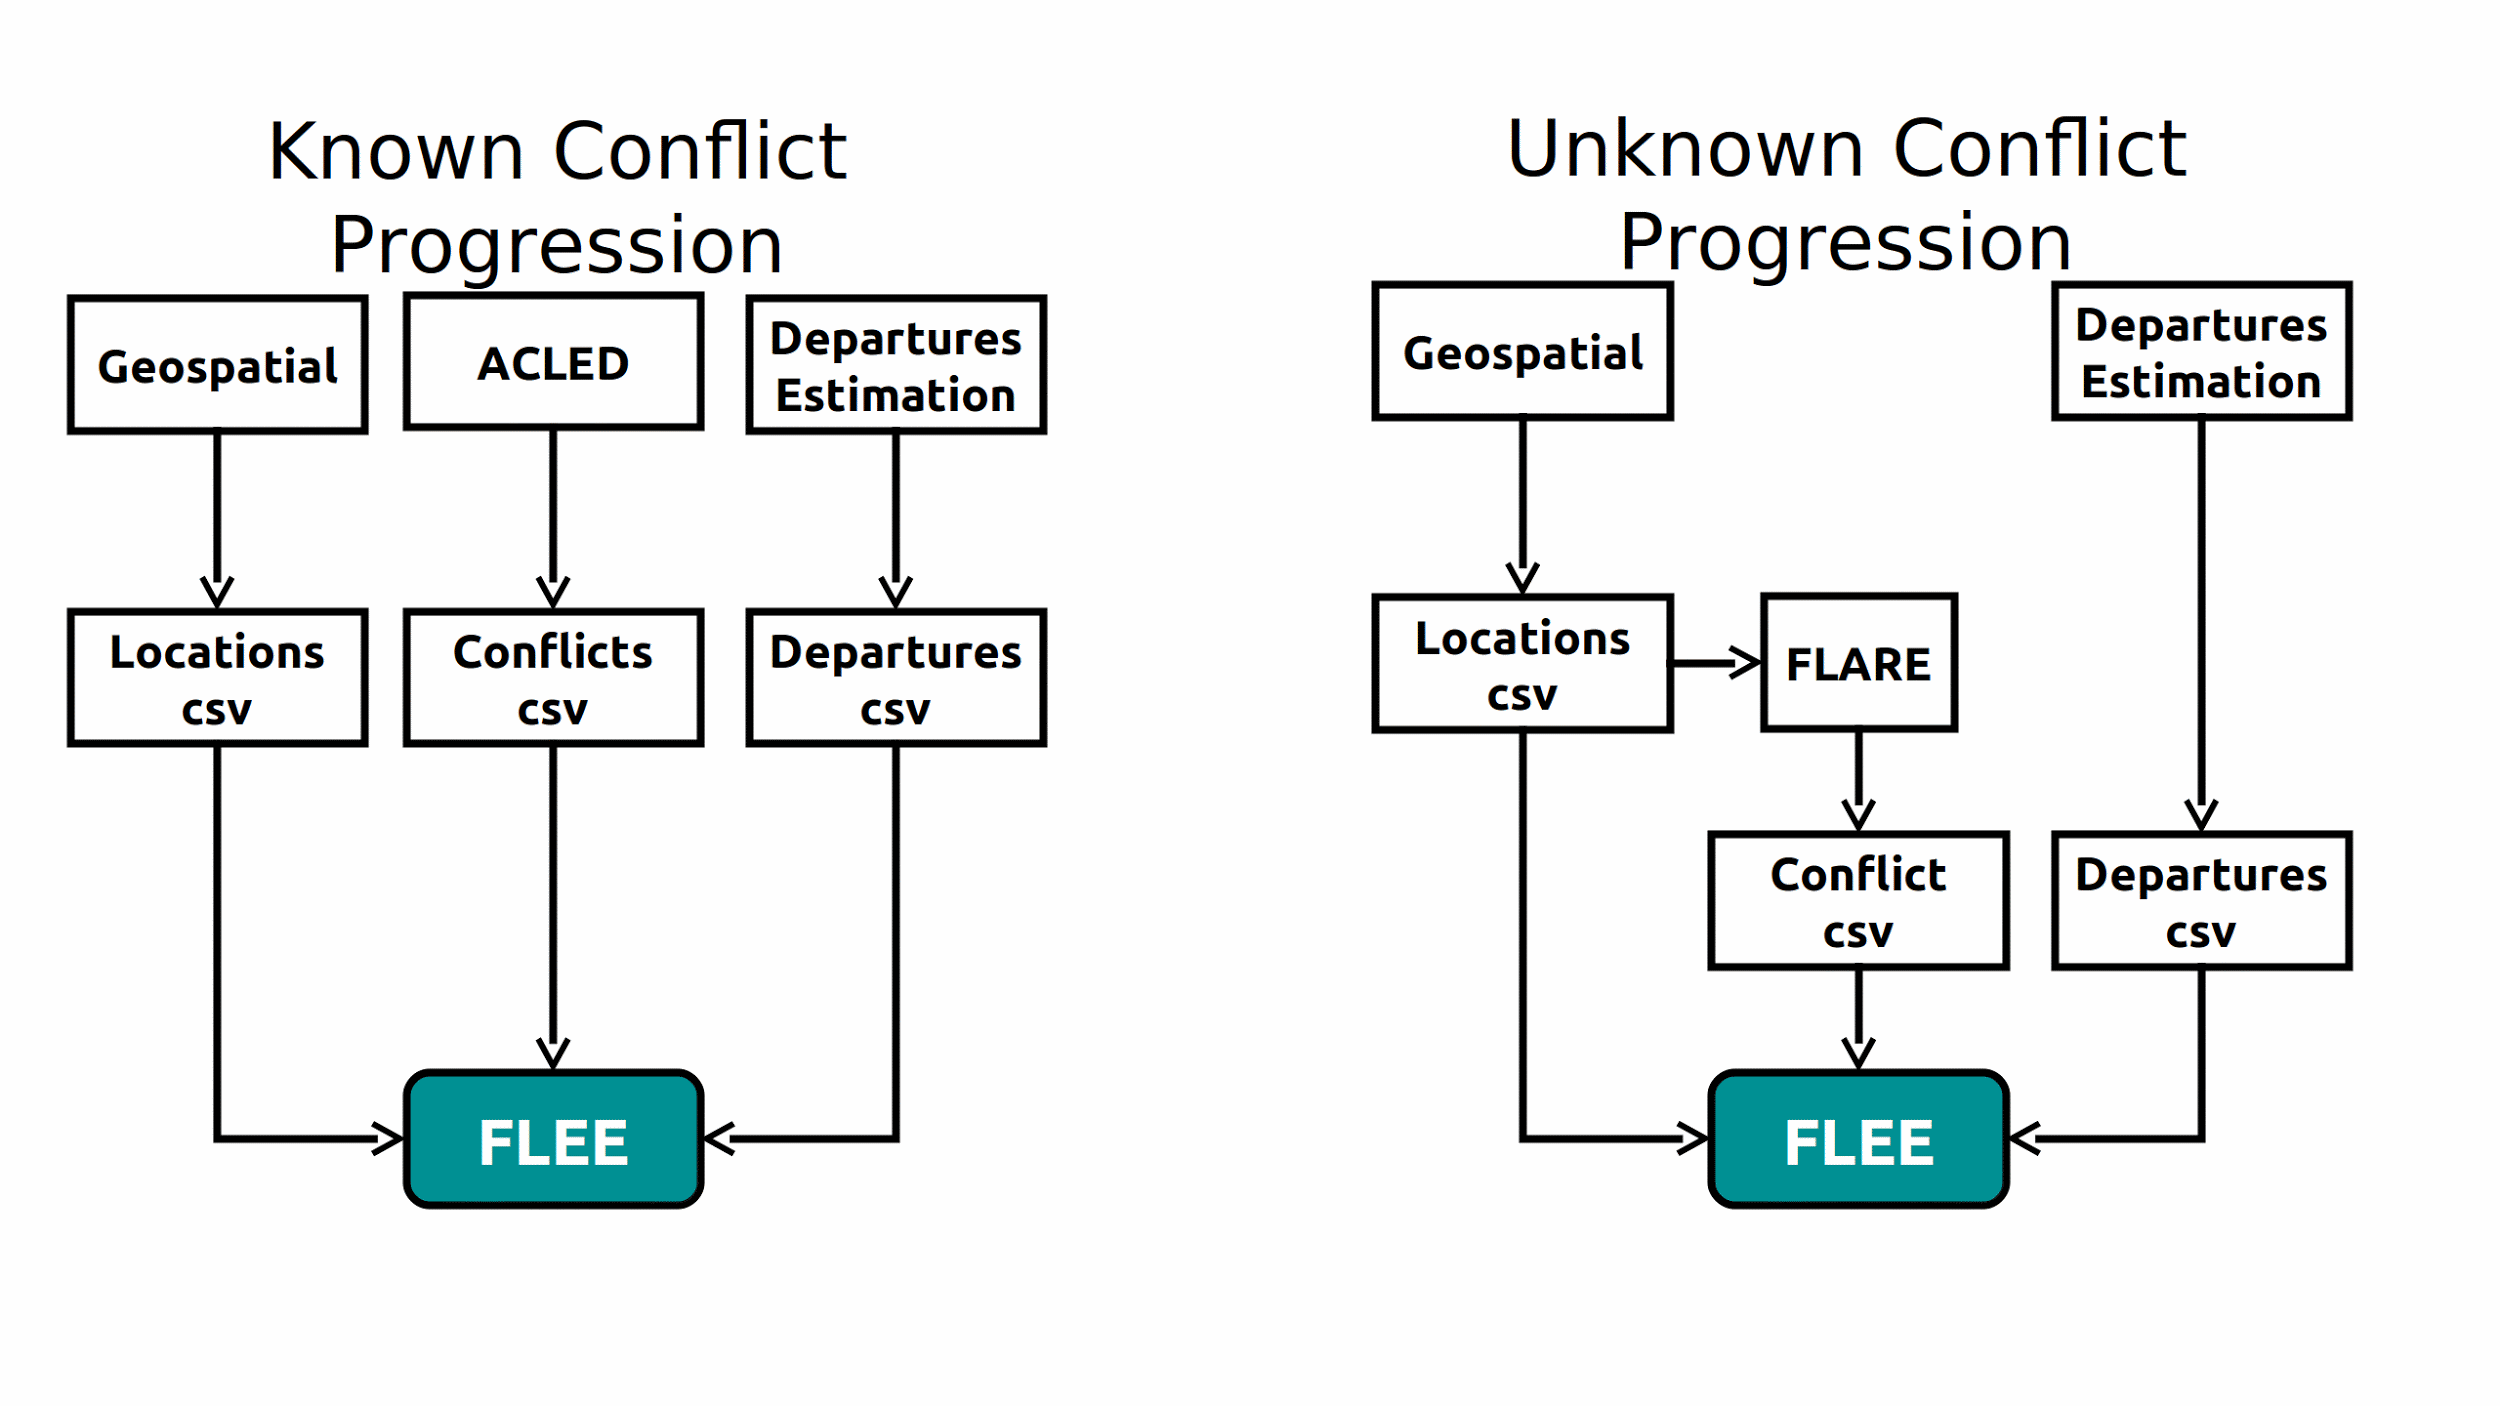 Known Conflict
Progression
Geospatial
ACLED
Departures
Estimation
Locations
csv
Conflicts
csv
Departures
csv
FLEE
Unknown Conflict
Progression
Geospatial
Departures
Estimation
Locations
csv
FLARE
Conflict
csv
Departures
csv
FLEE